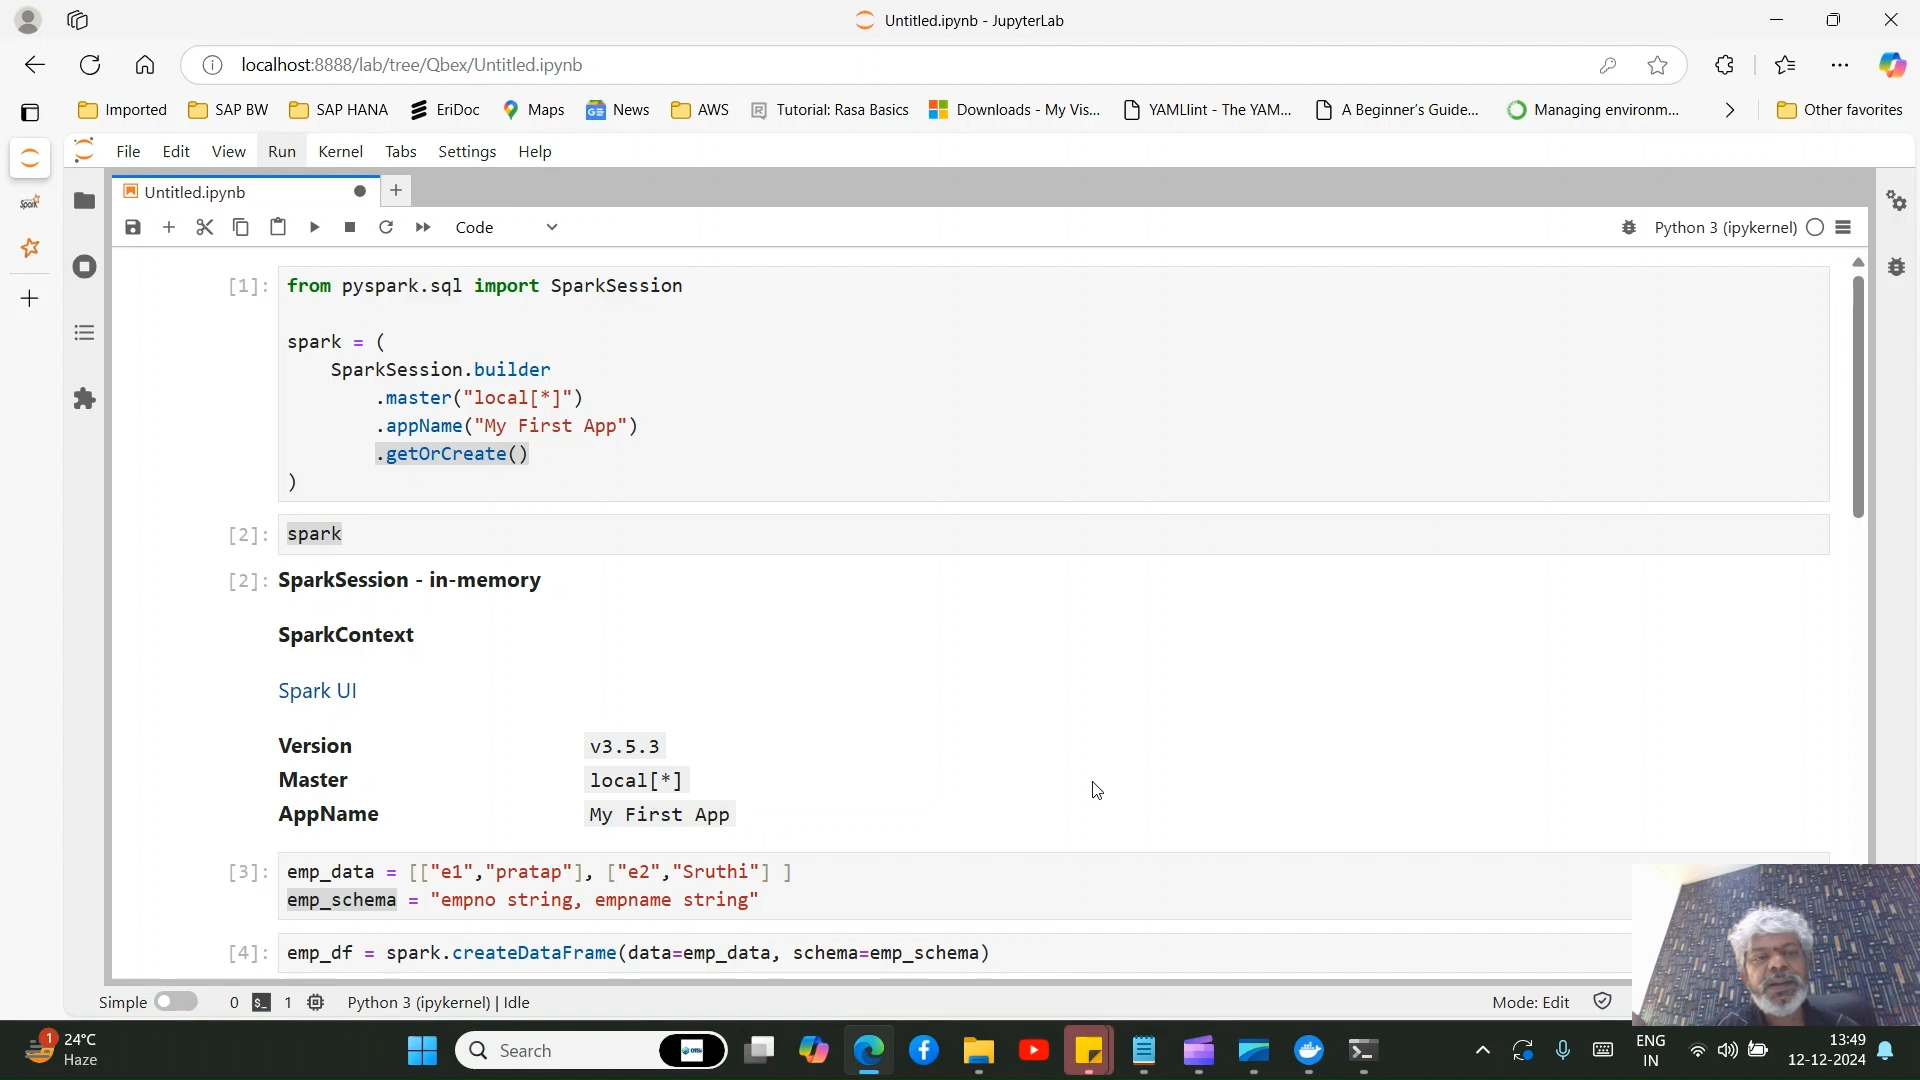 Untitled.ipynb - JupyterLab
localhost:8888/lab/tree/Qbex/Untitled.ipynb
Imported SAP BW SAP HANA EriDoc Maps News AWS Tutorial: Rasa Basics Downloads - My Vis... YAMLlint - The YAM... A Beginner's Guide... Managing environm... Other favorites
File Edit View Run Kernel Tabs Settings Help
Untitled.ipynb
Code
Python 3 (ipykernel)
[1]: from pyspark.sql import SparkSession
spark = (
SparkSession.builder
.master("local[*]")
.appName("My First App")
.getOrCreate()
)
[2]: spark
[2]: SparkSession - in-memory
SparkContext
Spark UI
Version v3.5.3
Master local[*]
AppName My First App
[3]: emp_data = [["e1","pratap"], ["e2","Sruthi"] ]
emp_schema = "empno string, empname string"
[4]: emp_df = spark.createDataFrame(data=emp_data, schema=emp_schema)
Simple 0 1 Python 3 (ipykernel) | Idle Mode: Edit
1 24°C
Haze
Search
ENG
IN
13:49
12-12-2024